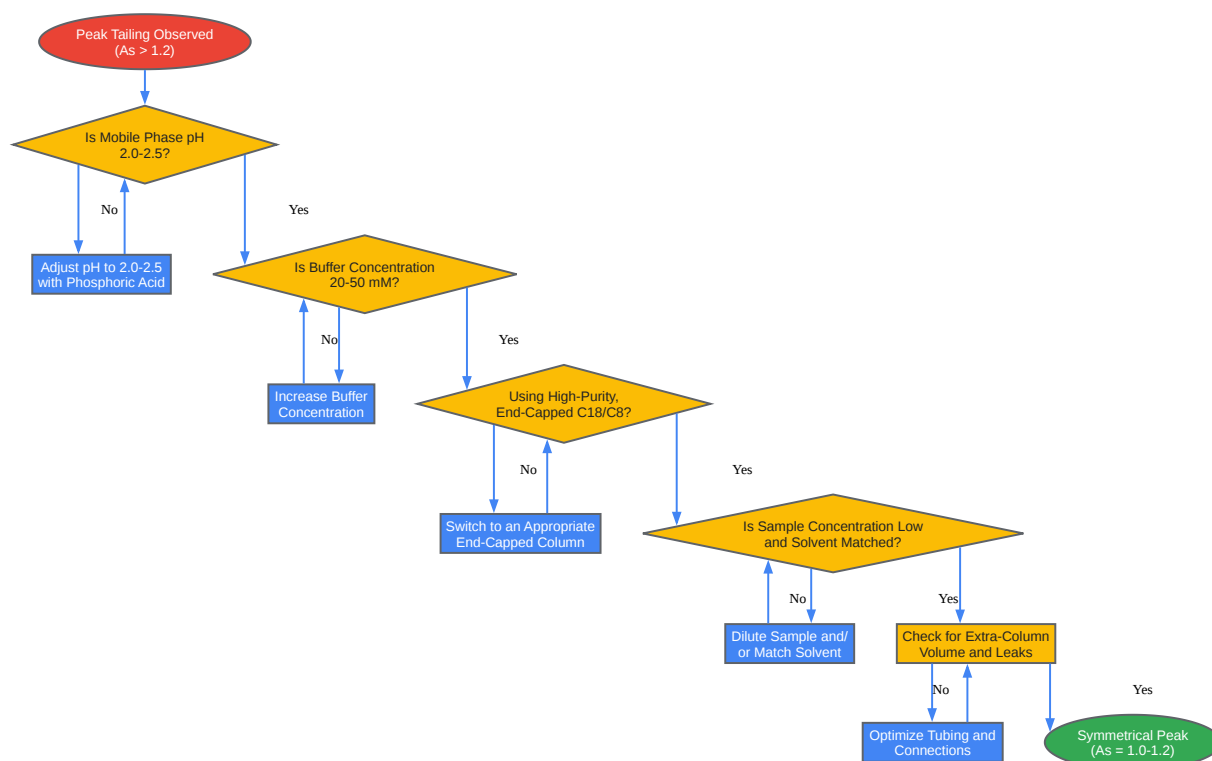 Peak Tailing Observed
(As > 1.2)
Is Mobile Phase pH
2.0-2.5?
No
Yes
Adjust pH to 2.0-2.5
with Phosphoric Acid
Is Buffer Concentration
20-50 mM?
No
Yes
Increase Buffer
Concentration
Using High-Purity,
End-Capped C18/C8?
No
Yes
Switch to an Appropriate
End-Capped Column
Is Sample Concentration Low
and Solvent Matched?
No
Yes
Dilute Sample and/
or Match Solvent
Check for Extra-Column
Volume and Leaks
No
Yes
Optimize Tubing and
Connections
Symmetrical Peak
(As = 1.0-1.2)